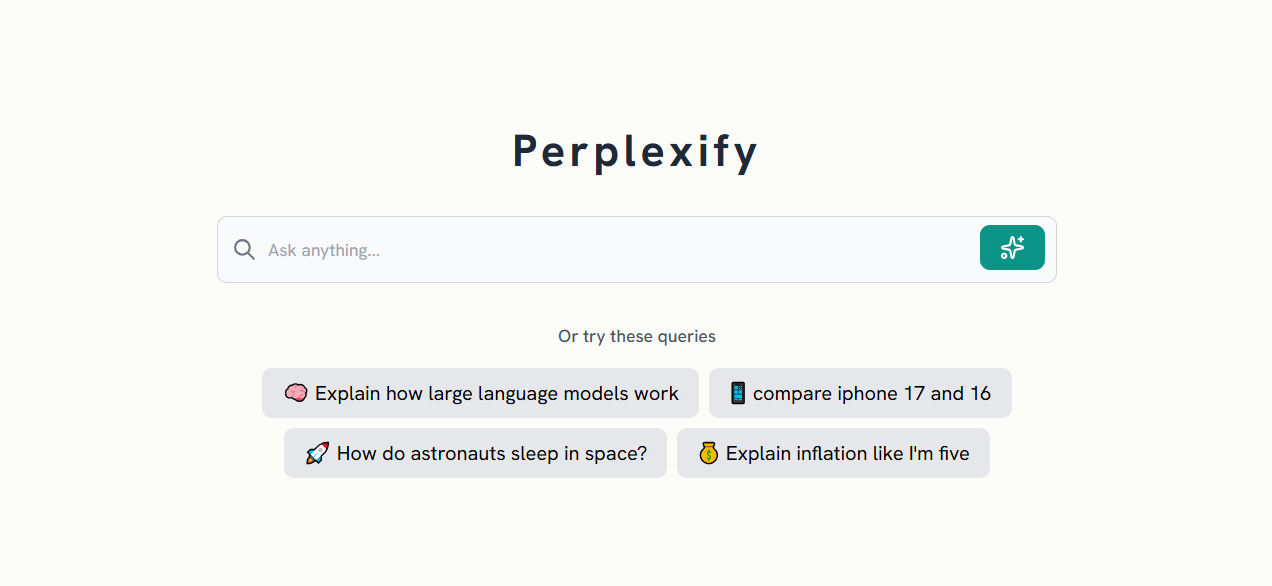 Perplexify
Ask anything...
Or try these queries
🧠 Explain how large language models work
📱 compare iphone 17 and 16
🚀 How do astronauts sleep in space?
💰 Explain inflation like I'm five